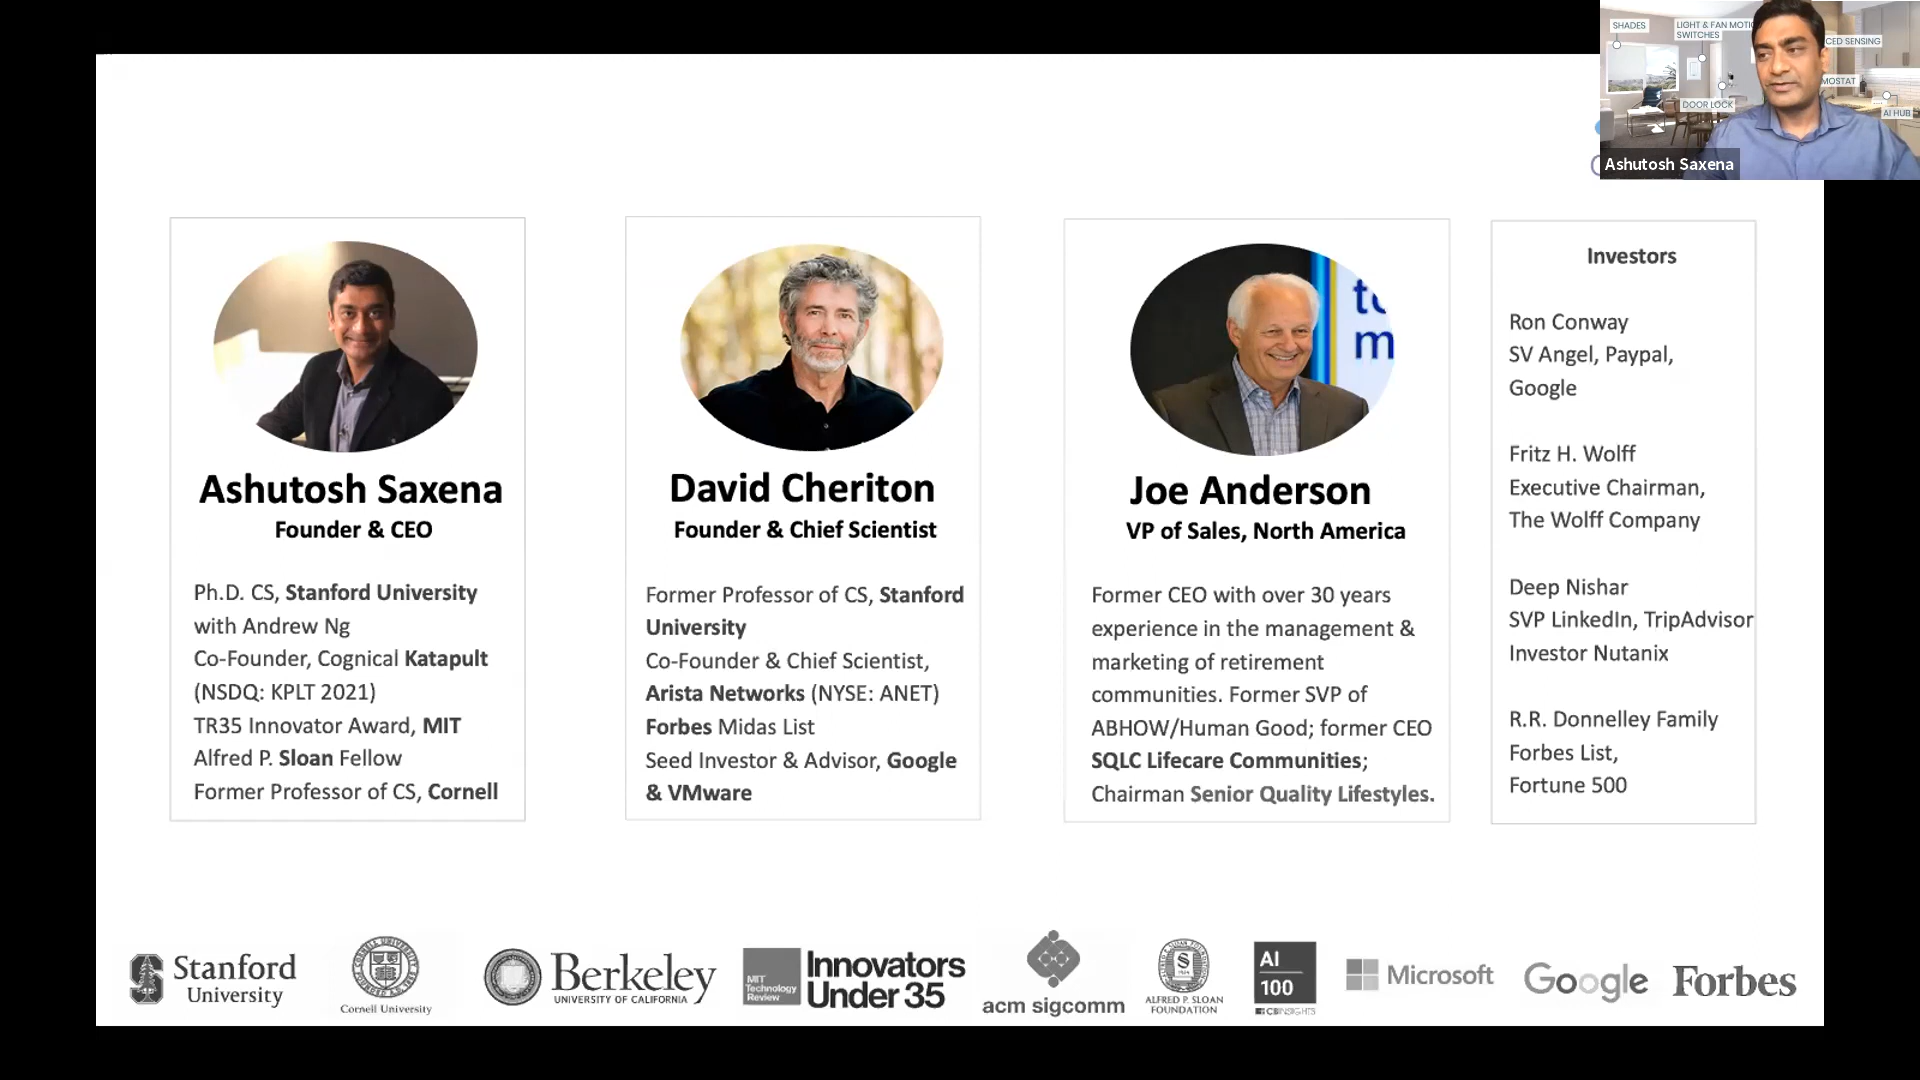 SHADES
LIGHT & FAN MOTIO
SWITCHES
CED SENSING
MOSTAT
DOOR LOCK
AI HUB
Ashutosh Saxena
to
m
Ashutosh Saxena
Founder & CEO
Ph.D. CS, Stanford University
with Andrew Ng
Co-Founder, Cognical Katapult
(NSDQ: KPLT 2021)
TR35 Innovator Award, MIT
Alfred P. Sloan Fellow
Former Professor of CS, Cornell
David Cheriton
Founder & Chief Scientist
Former Professor of CS, Stanford
University
Co-Founder & Chief Scientist,
Arista Networks (NYSE: ANET)
Forbes Midas List
Seed Investor & Advisor, Google
& VMware
Joe Anderson
VP of Sales, North America
Former CEO with over 30 years
experience in the management &
marketing of retirement
communities. Former SVP of
ABHOW/Human Good; former CEO
SQLC Lifecare Communities;
Chairman Senior Quality Lifestyles.
Investors
Ron Conway
SV Angel, Paypal,
Google
Fritz H. Wolff
Executive Chairman,
The Wolff Company
Deep Nishar
SVP LinkedIn, TripAdvisor
Investor Nutanix
R.R. Donnelley Family
Forbes List,
Fortune 500
Stanford
University
Cornell University
Berkeley
UNIVERSITY OF CALIFORNIA
MIT
Technology
Review
Innovators
Under 35
acm sigcomm
ALFRED P. SLOAN
FOUNDATION
AI
100
CBINSIGHTS
Microsoft
Google
Forbes